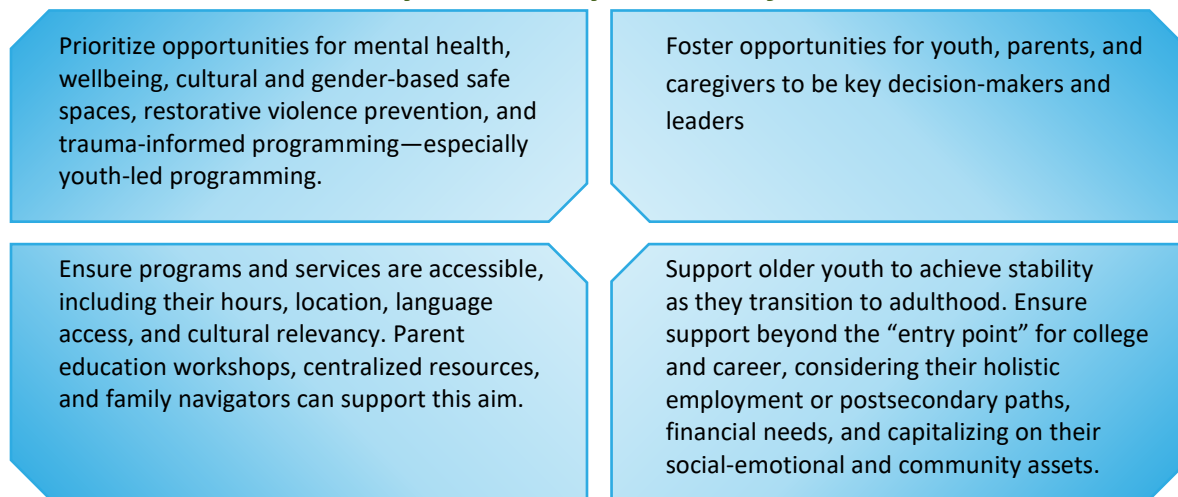 Prioritize opportunities for mental health,
wellbeing, cultural and gender-based safe
spaces, restorative violence prevention, and
trauma-informed programming—especially
youth-led programming.
Foster opportunities for youth, parents, and
caregivers to be key decision-makers and
leaders
Ensure programs and services are accessible,
including their hours, location, language
access, and cultural relevancy. Parent
education workshops, centralized resources,
and family navigators can support this aim.
Support older youth to achieve stability
as they transition to adulthood. Ensure
support beyond the “entry point” for college
and career, considering their holistic
employment or postsecondary paths,
financial needs, and capitalizing on their
social-emotional and community assets.